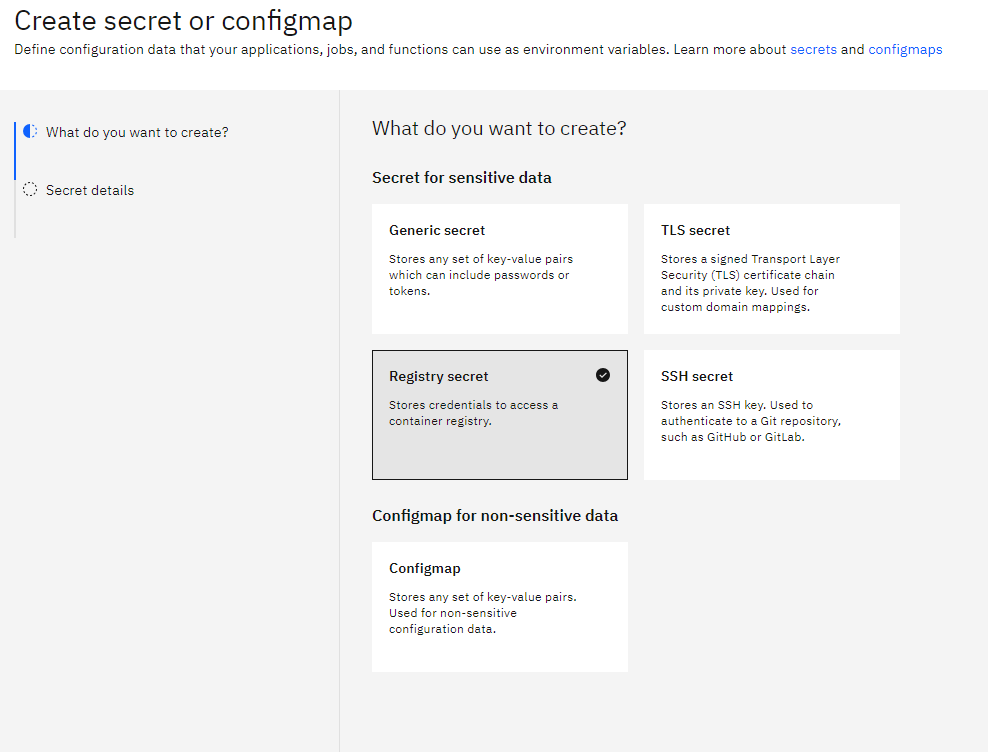 Create secret or configmap
Define configuration data that your applications, jobs, and functions can use as environment variables. Learn more about secrets and configmaps
What do you want to create?
Secret details
What do you want to create?
Secret for sensitive data
Generic secret
Stores any set of key-value pairs
which can include passwords or
tokens.
TLS secret
Stores a signed Transport Layer
Security (TLS) certificate chain
and its private key. Used for
custom domain mappings.
Registry secret
Stores credentials to access a
container registry.
SSH secret
Stores an SSH key. Used to
authenticate to a Git repository,
such as GitHub or GitLab.
Configmap for non-sensitive data
Configmap
Stores any set of key-value pairs.
Used for non-sensitive
configuration data.